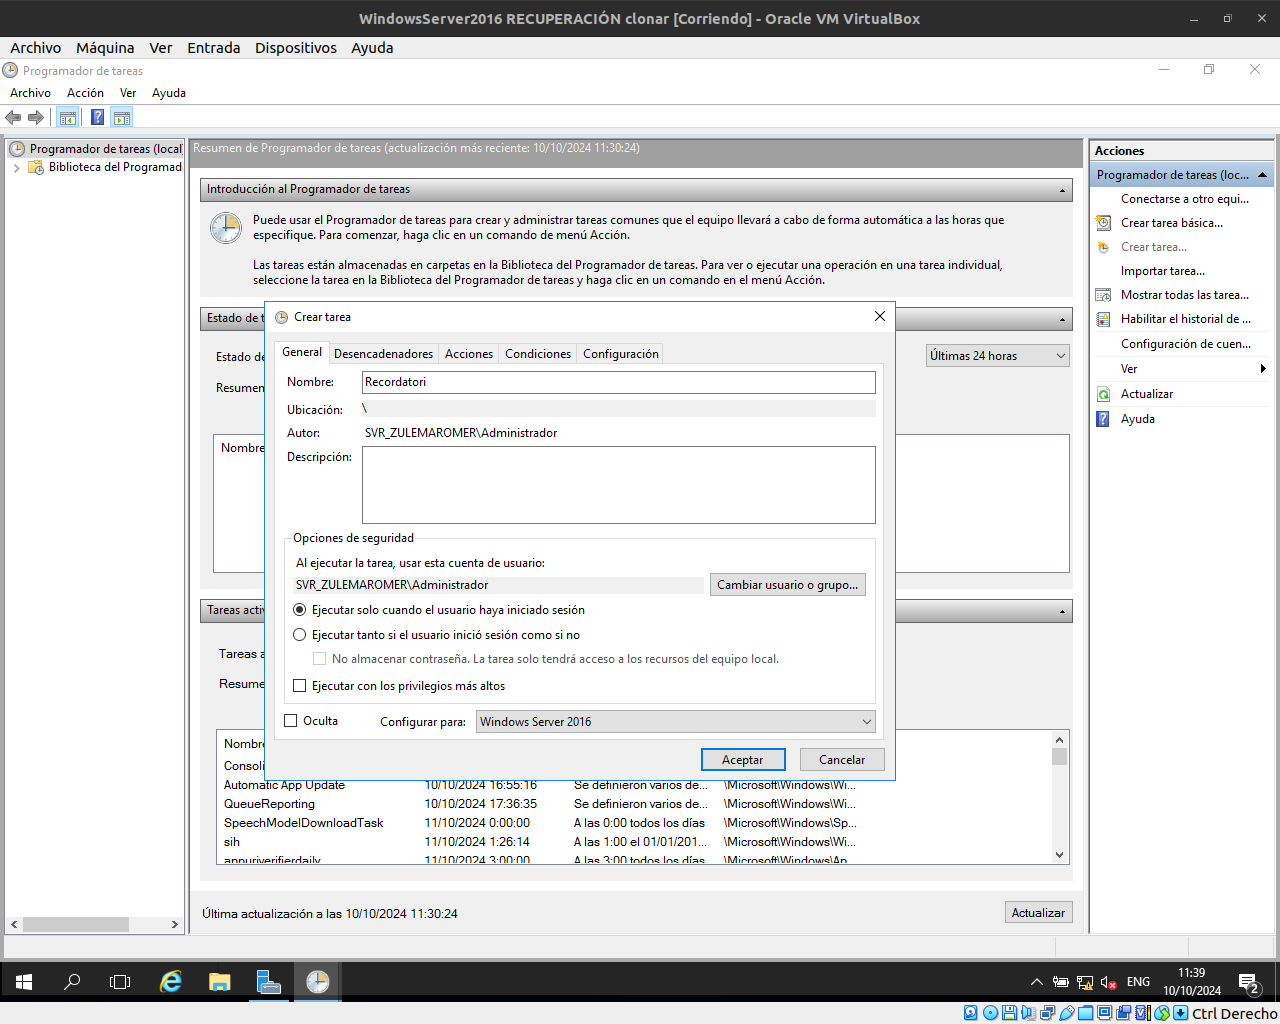 WindowsServer2016 RECUPERACIÓN clonar [Corriendo] - Oracle VM VirtualBox
Archivo Máquina Ver Entrada Dispositivos Ayuda
Programador de tareas
Archivo Acción Ver Ayuda
Programador de tareas (local
Biblioteca del Programad
Resumen de Programador de tareas (actualización más reciente: 10/10/2024 11:30:24)
Introducción al Programador de tareas
Puede usar el Programador de tareas para crear y administrar tareas comunes que el equipo llevará a cabo de forma automática a las horas que
especifique. Para comenzar, haga clic en un comando de menú Acción.
Las tareas están almacenadas en carpetas en la Biblioteca del Programador de tareas. Para ver o ejecutar una operación en una tarea individual,
seleccione la tarea en la Biblioteca del Programador de tareas y haga clic en un comando en el menú Acción.
Estado de t
Estado de
Últimas 24 horas
Resumen
Nombre
Tareas activ
Tareas a
Resume
Nombre
Consoli
Automatic App Update 10/10/2024 16:55:16 Se definieron varios de... \Microsoft\Windows\Wi...
QueueReporting 10/10/2024 17:36:35 Se definieron varios de... \Microsoft\Windows\Wi...
SpeechModelDownloadTask 11/10/2024 0:00:00 A las 0:00 todos los días \Microsoft\Windows\Sp...
sih 11/10/2024 1:26:14 A las 1:00 el 01/01/201... \Microsoft\Windows\Wi...
appuriverifierdaily 11/10/2024 3:00:00 A las 3:00 todos los días \Microsoft\Windows\Ap
Última actualización a las 10/10/2024 11:30:24
Actualizar
Crear tarea
General Desencadenadores Acciones Condiciones Configuración
Nombre: Recordatori
Ubicación: \
Autor: SVR_ZULEMAROMER\Administrador
Descripción:
Opciones de seguridad
Al ejecutar la tarea, usar esta cuenta de usuario:
SVR_ZULEMAROMER\Administrador
Cambiar usuario o grupo...
Ejecutar solo cuando el usuario haya iniciado sesión
Ejecutar tanto si el usuario inició sesión como si no
No almacenar contraseña. La tarea solo tendrá acceso a los recursos del equipo local.
Ejecutar con los privilegios más altos
Oculta
Configurar para: Windows Server 2016
Aceptar Cancelar
Acciones
Programador de tareas (loc...
Conectarse a otro equi...
Crear tarea básica...
Crear tarea...
Importar tarea...
Mostrar todas las tarea...
Habilitar el historial de ...
Configuración de cuen...
Ver
Actualizar
Ayuda
ENG
11:39
10/10/2024
2
Ctrl Derecho